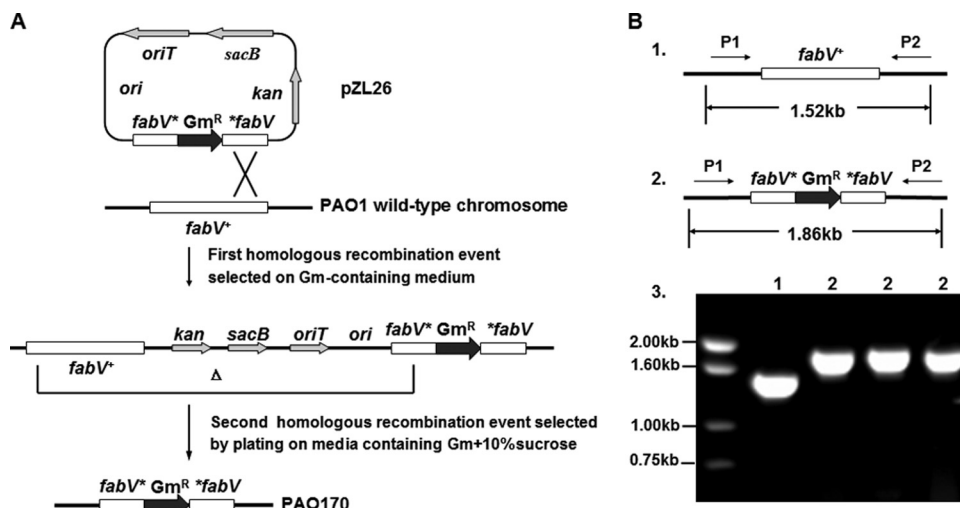 A
oriT
sacB
ori
kan
pZL26
fabV* Gmᴿ *fabV
PAO1 wild-type chromosome
fabV⁺
First homologous recombination event
selected on Gm-containing medium
kan sacB oriT ori fabV* Gmᴿ *fabV
fabV⁺
Δ
Second homologous recombination event selected
by plating on media containing Gm+10%sucrose
fabV* Gmᴿ *fabV
PAO170
B
1.
P1
fabV⁺
P2
1.52kb
2.
P1
fabV* Gmᴿ *fabV
P2
1.86kb
3.
1 2 2 2
2.00kb
1.60kb
1.00kb
0.75kb